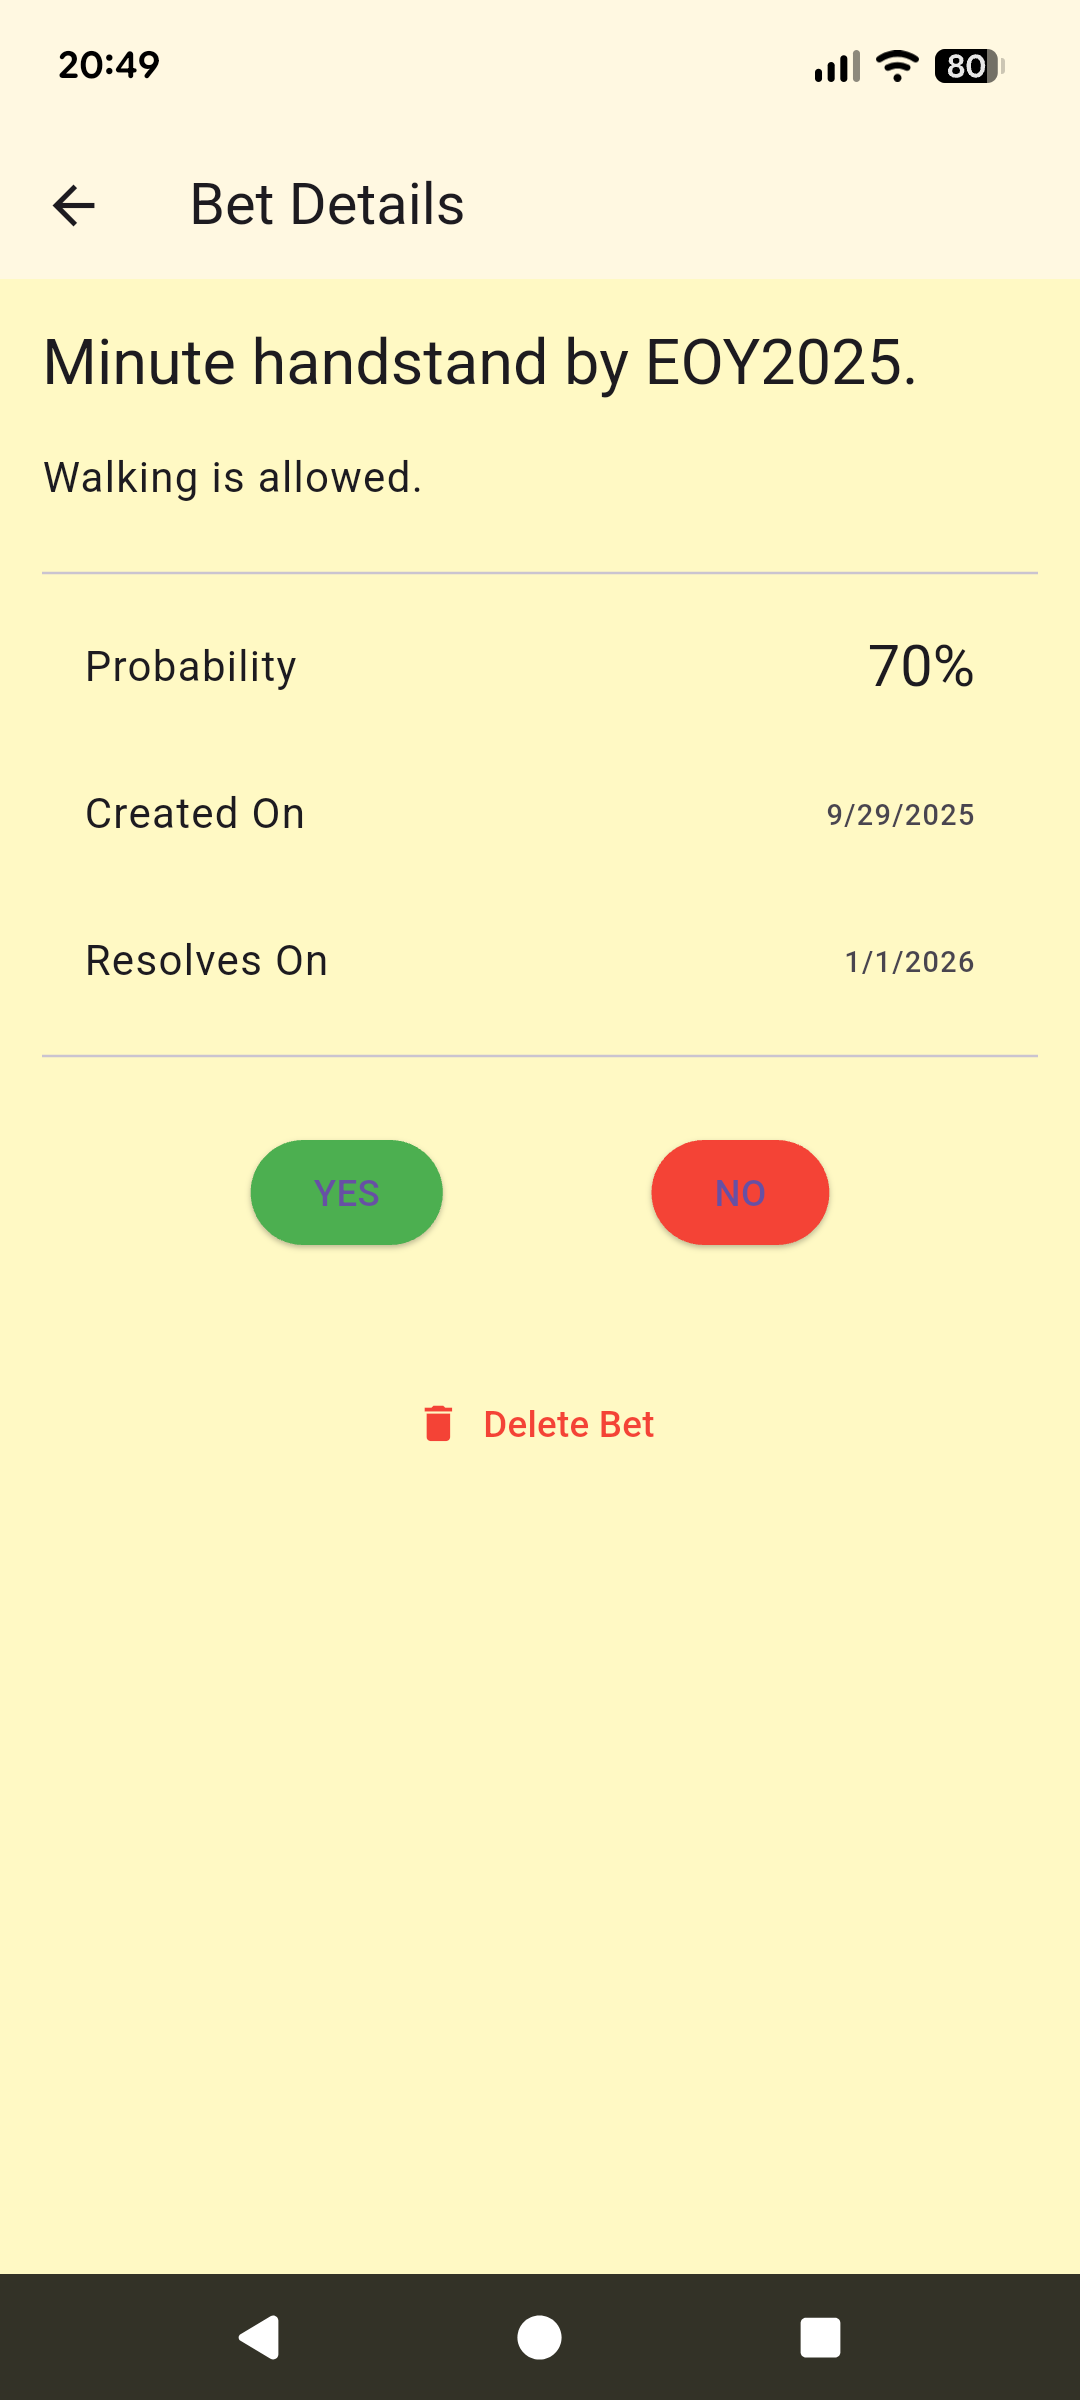 20:49
80
Bet Details
Minute handstand by EOY2025.
Walking is allowed.
Probability 70%
Created On 9/29/2025
Resolves On 1/1/2026
YES NO
Delete Bet